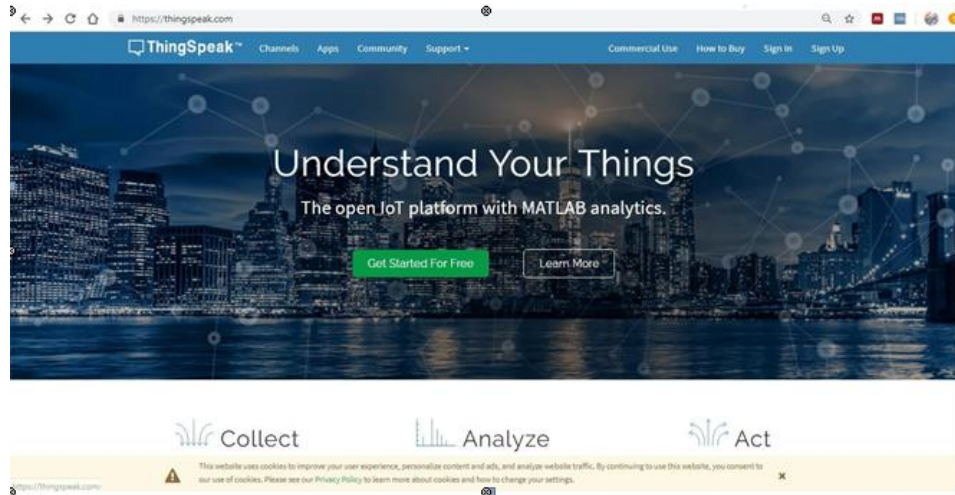 https://thingspeak.com
ThingSpeak™ Channels Apps Community Support Commercial Use How to Buy Sign In Sign Up
Understand Your Things
The open IoT platform with MATLAB analytics.
Get Started For Free Learn More
Collect Analyze Act
This website uses cookies to improve your user experience, personalize content and ads, and analyze website traffic. By continuing to use this website, you consent to
our use of cookies. Please see our Privacy Policy to learn more about cookies and how to change your settings.
https://thingspeak.com